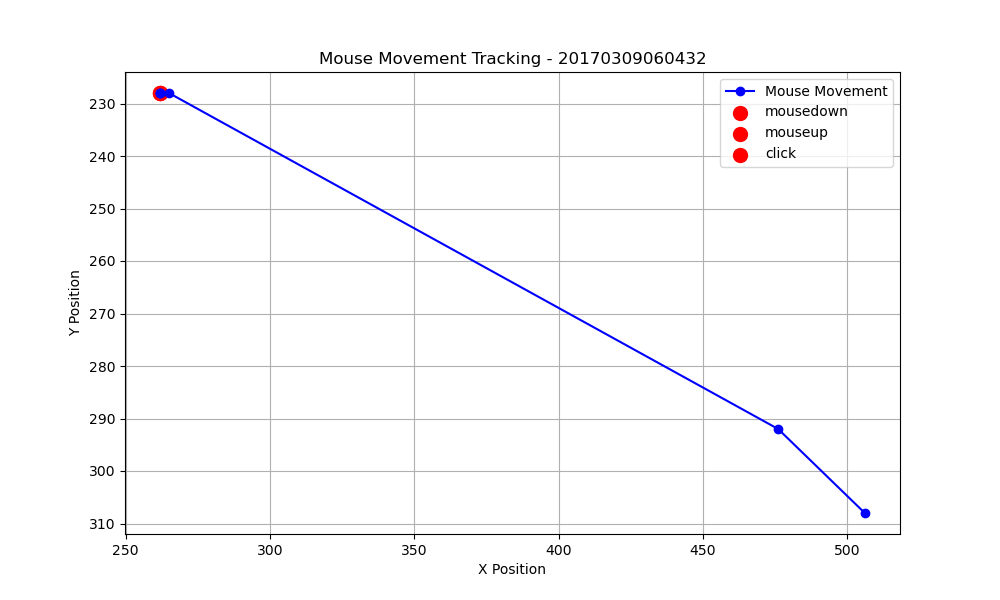 Mouse Movement Tracking - 20170309060432
Mouse Movement
mousedown
mouseup
click
230
240
250
260
270
280
290
300
310
Y Position
250 300 350 400 450 500
X Position